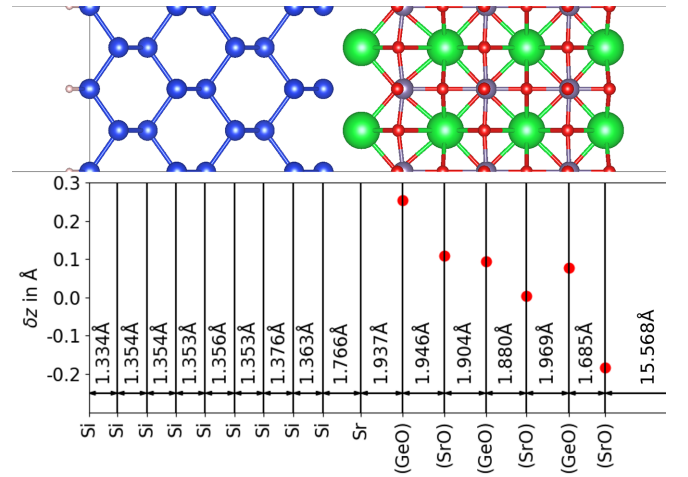 0.3
0.2
0.1
0.0
-0.1
-0.2
δz in Å
1.334Å
1.354Å
1.354Å
1.353Å
1.356Å
1.353Å
1.376Å
1.363Å
1.766Å
1.937Å
1.946Å
1.904Å
1.880Å
1.969Å
1.685Å
15.568Å
Si
Si
Si
Si
Si
Si
Si
Si
Si
Sr
(GeO)
(SrO)
(GeO)
(SrO)
(GeO)
(SrO)